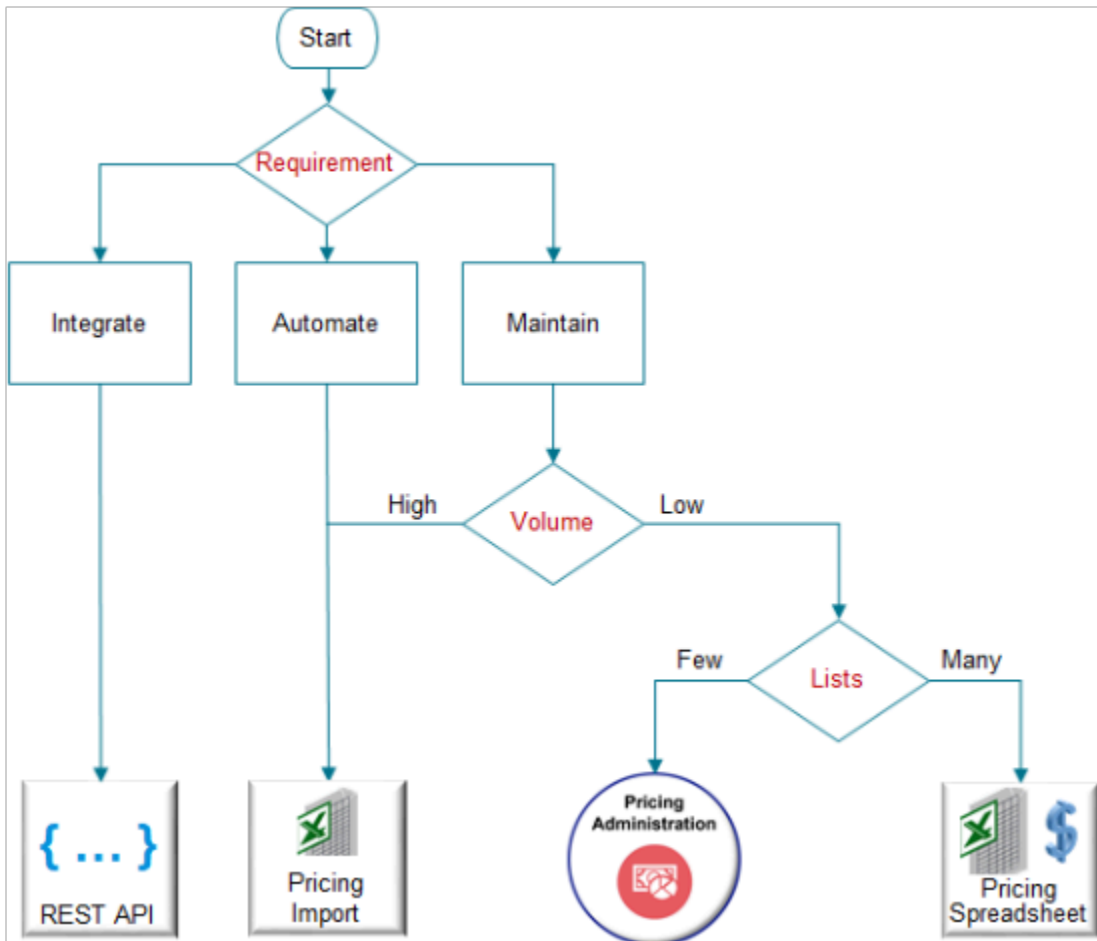 Start
Requirement
Integrate
Automate
Maintain
High
Volume
Low
Few
Lists
Many
{ ... }
REST API
Pricing
Import
Pricing
Administration
$
Pricing
Spreadsheet